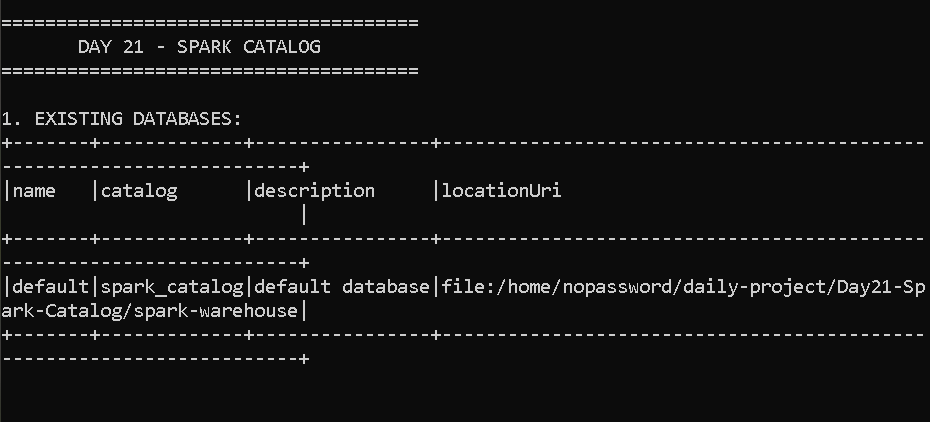 ======================================
       DAY 21 - SPARK CATALOG
======================================

1. EXISTING DATABASES:
+-------+-------------+----------------+--------------------------------------------
---------------------------+
|name   |catalog      |description     |locationUri
                           |
+-------+-------------+----------------+--------------------------------------------
---------------------------+
|default|spark_catalog|default database|file:/home/nopassword/daily-project/Day21-Sp
ark-Catalog/spark-warehouse|
+-------+-------------+----------------+--------------------------------------------
---------------------------+